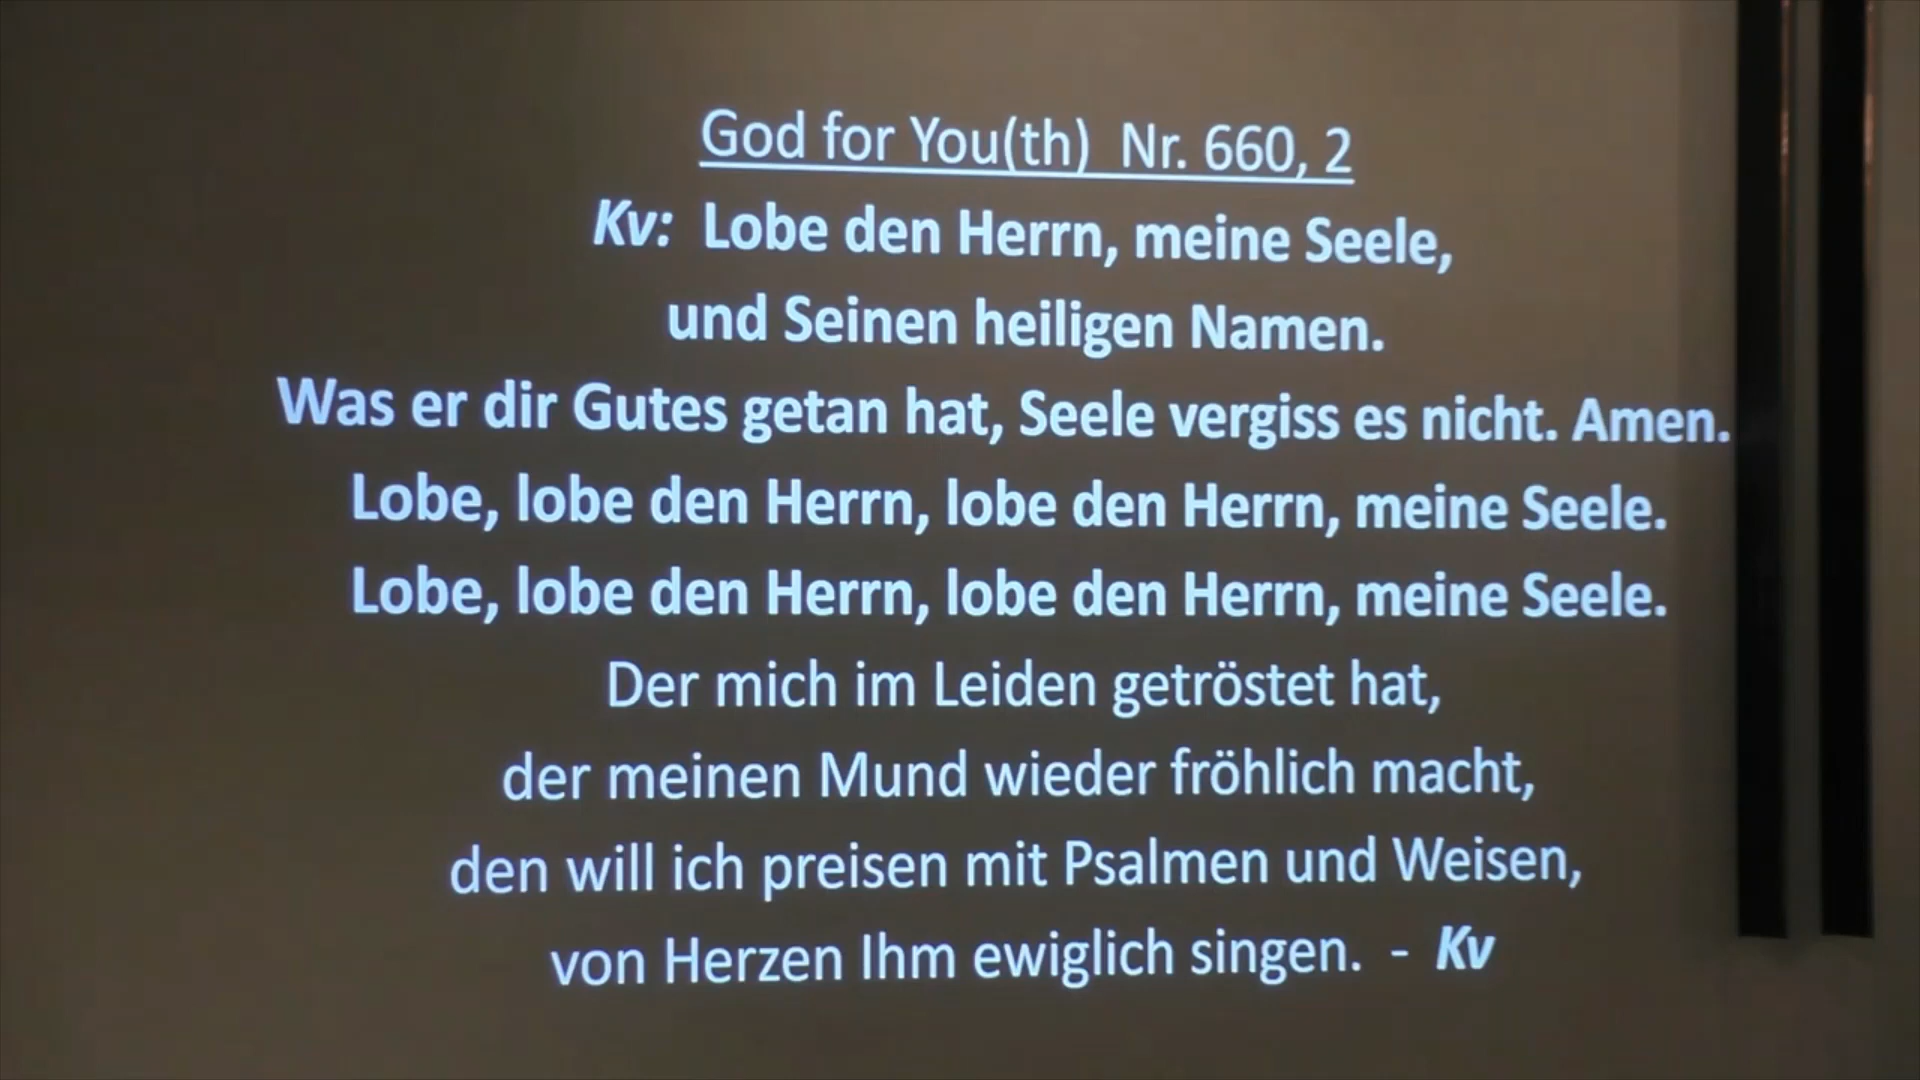 God for You(th) Nr. 660, 2
Kv: Lobe den Herrn, meine Seele,
und Seinen heiligen Namen.
Was er dir Gutes getan hat, Seele vergiss es nicht. Amen.
Lobe, lobe den Herrn, lobe den Herrn, meine Seele.
Lobe, lobe den Herrn, lobe den Herrn, meine Seele.
Der mich im Leiden getröstet hat,
der meinen Mund wieder fröhlich macht,
den will ich preisen mit Psalmen und Weisen,
von Herzen Ihm ewiglich singen. - Kv